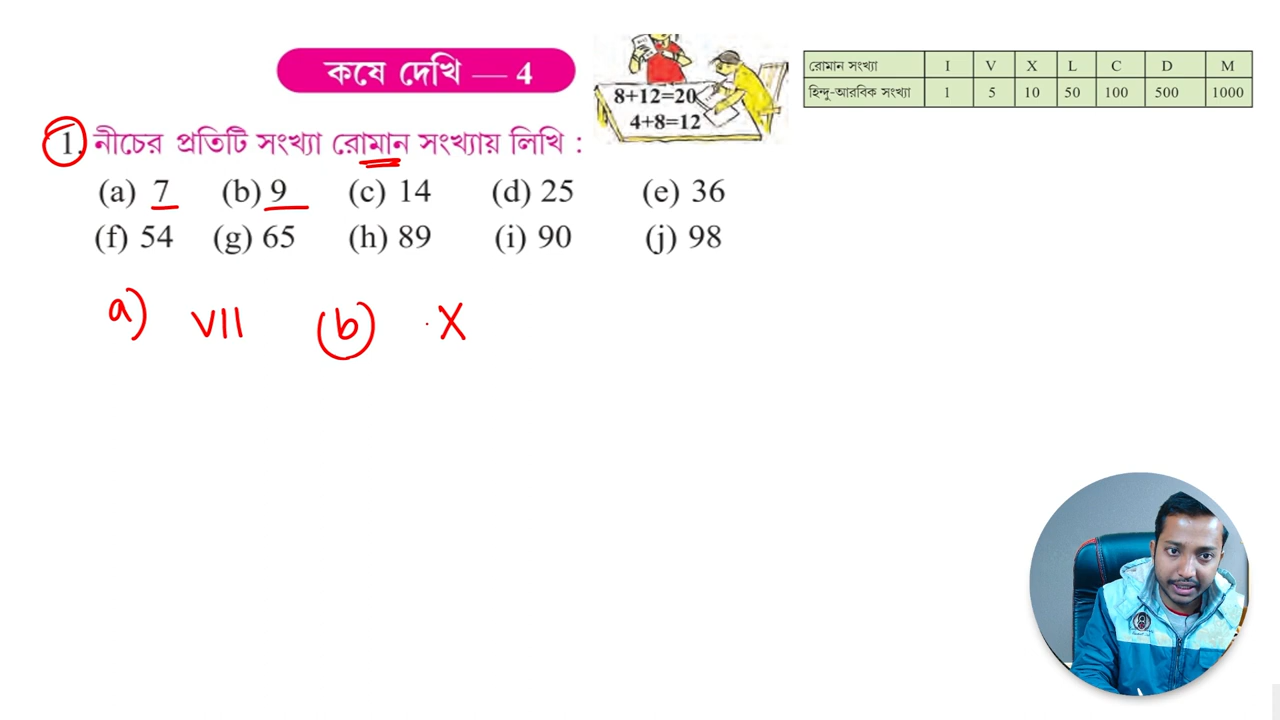 কষে দেখি — 4
8+12=20
4+8=12
রোমান সংখ্যা I V X L C D M
হিন্দু-আরবিক সংখ্যা 1 5 10 50 100 500 1000
1. নীচের প্রতিটি সংখ্যা রোমান সংখ্যায় লিখি :
(a) 7 (b) 9 (c) 14 (d) 25 (e) 36
(f) 54 (g) 65 (h) 89 (i) 90 (j) 98
a) VII (b) X